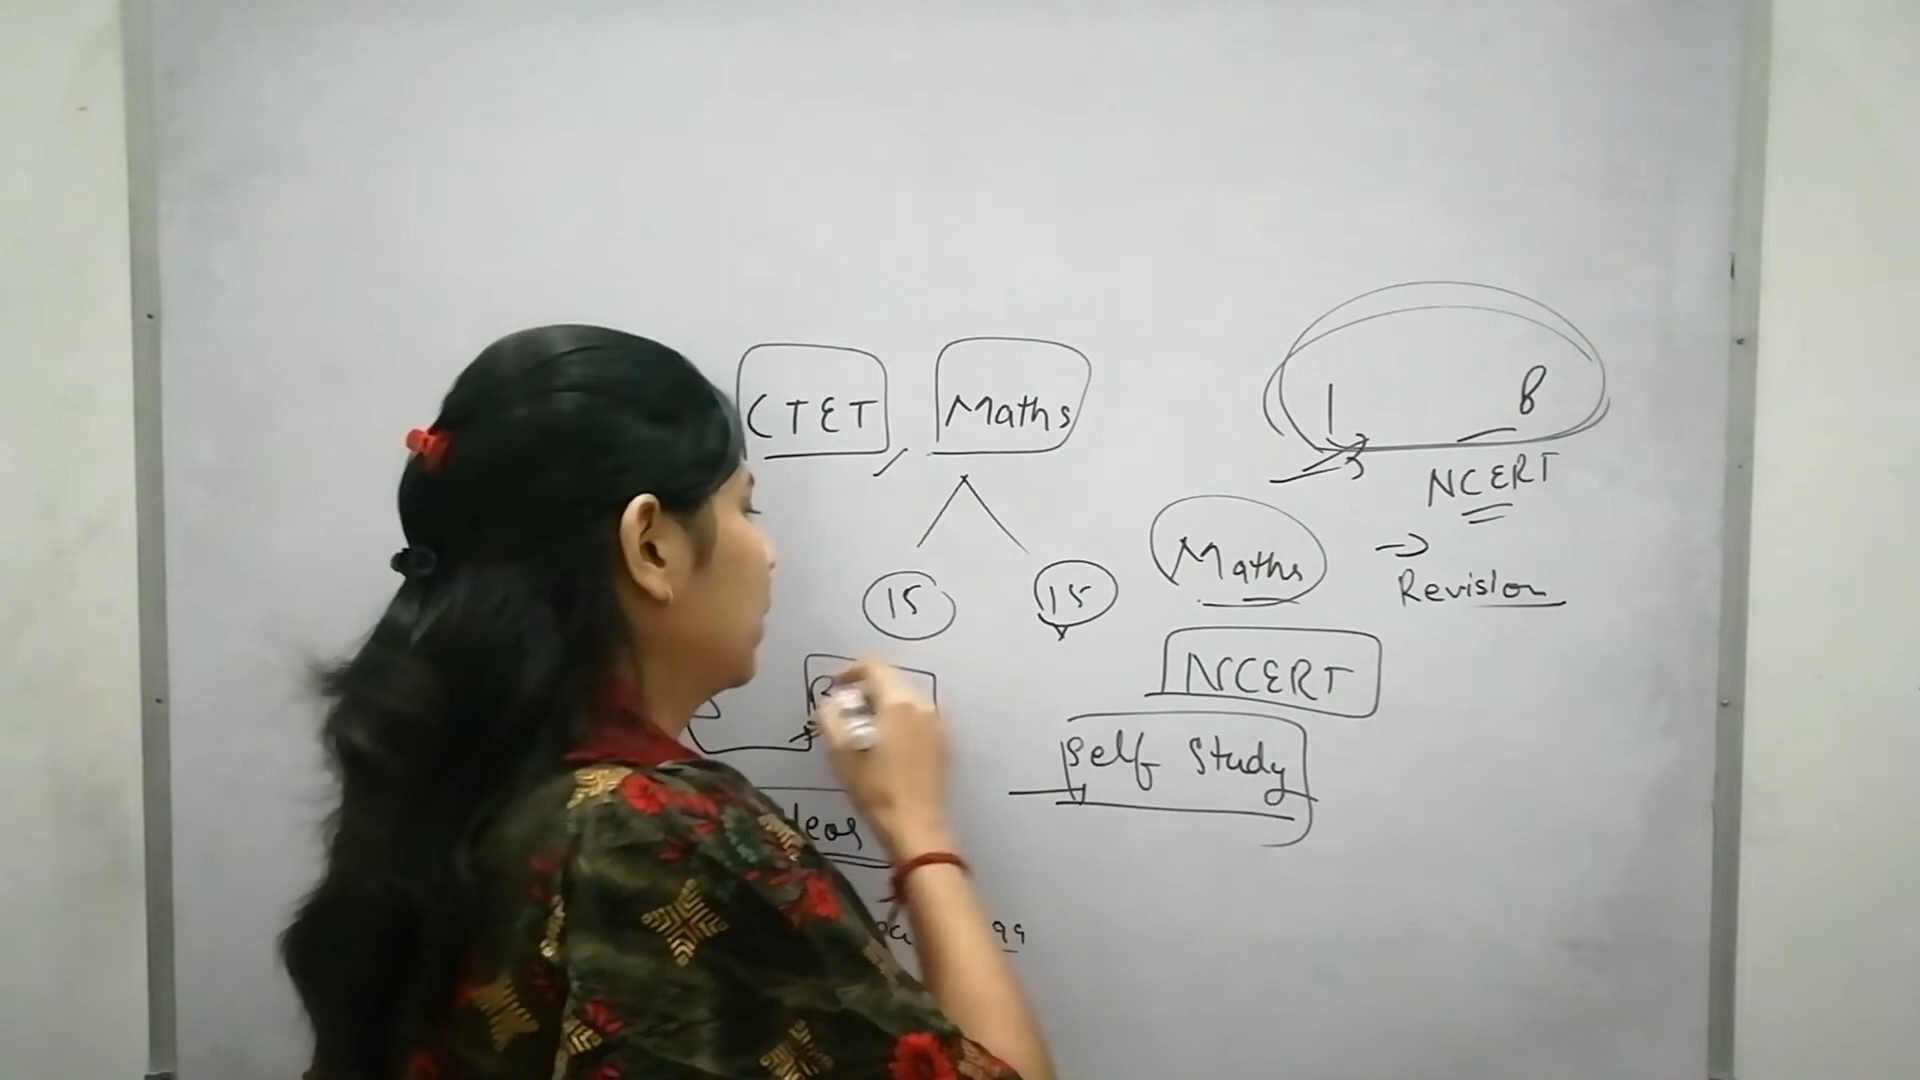 CTET Maths
1 8
NCERT
15 15
Maths
→ Revision
NCERT
Self Study